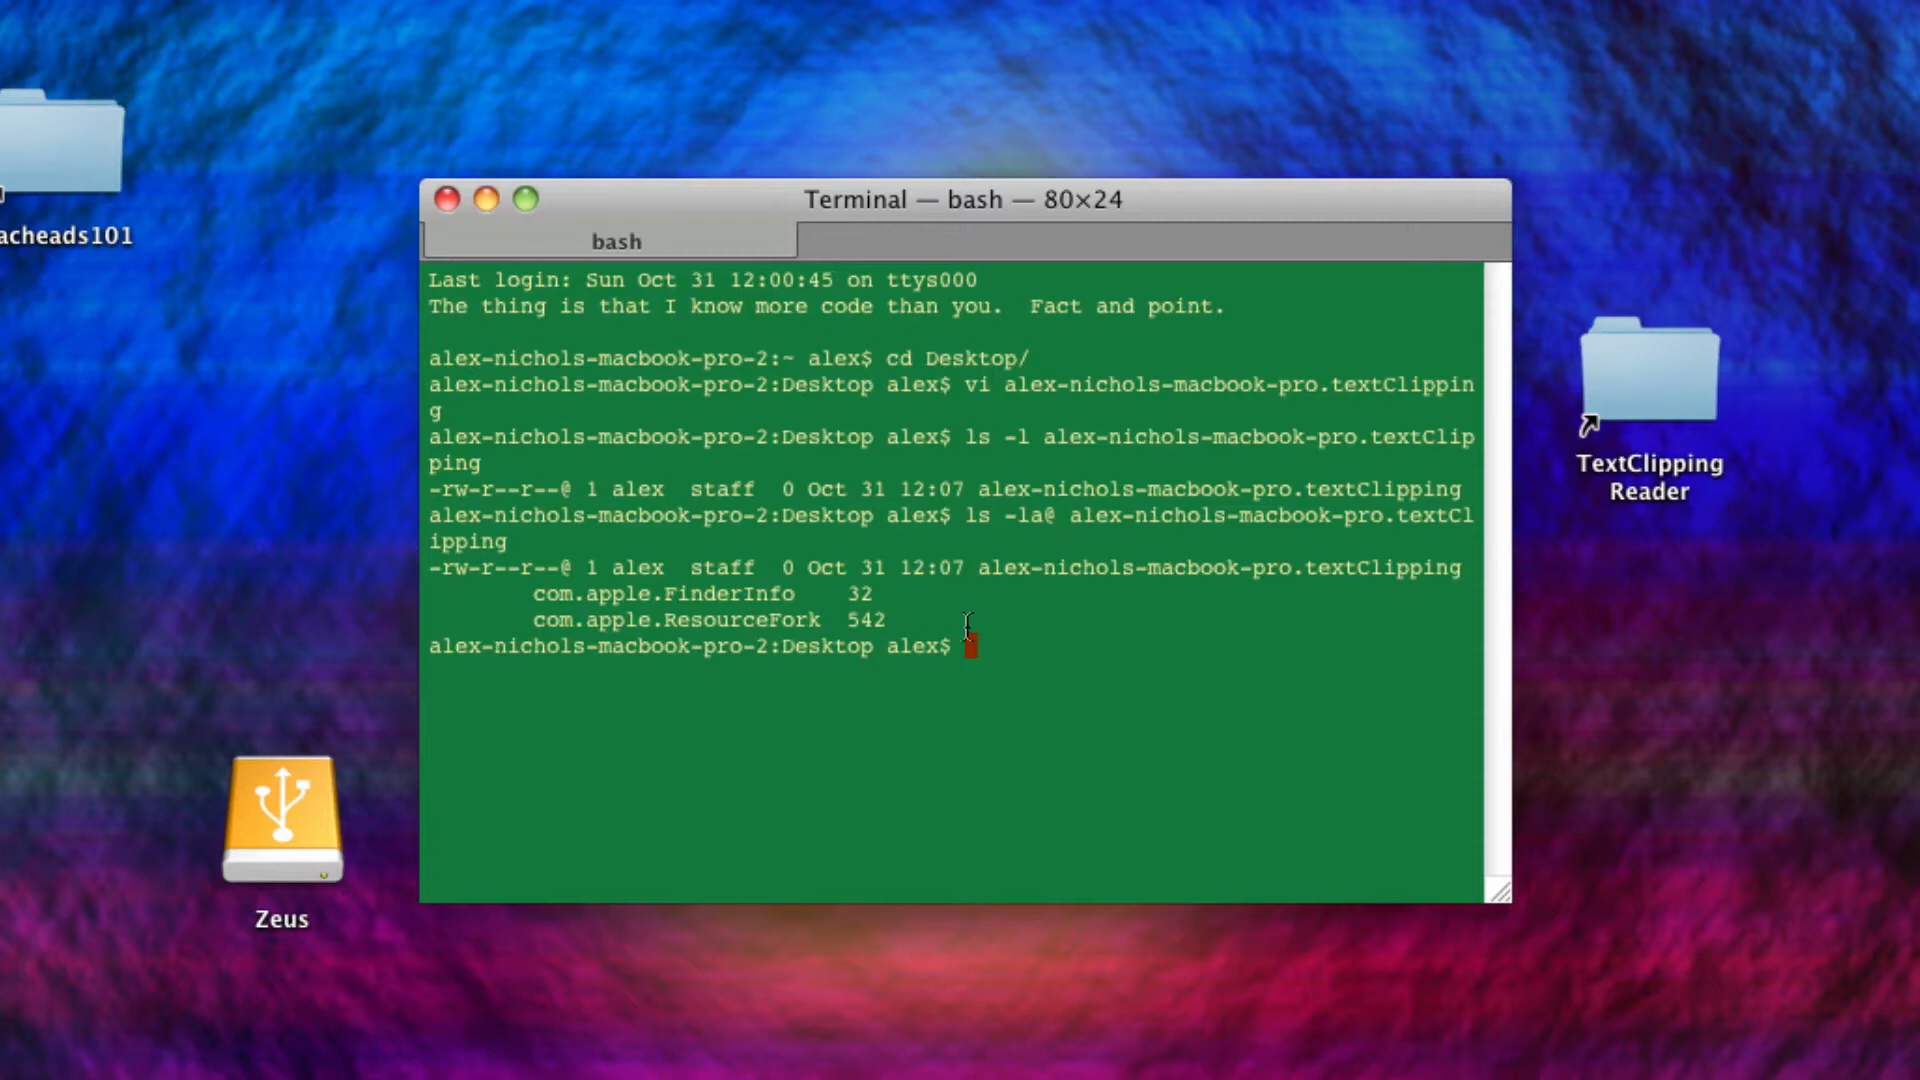 acheads101
Terminal — bash — 80×24
bash
Last login: Sun Oct 31 12:00:45 on ttys000
The thing is that I know more code than you.  Fact and point.
alex-nichols-macbook-pro-2:~ alex$ cd Desktop/
alex-nichols-macbook-pro-2:Desktop alex$ vi alex-nichols-macbook-pro.textClippin
g
alex-nichols-macbook-pro-2:Desktop alex$ ls -l alex-nichols-macbook-pro.textClip
ping
-rw-r--r--@ 1 alex  staff  0 Oct 31 12:07 alex-nichols-macbook-pro.textClipping
alex-nichols-macbook-pro-2:Desktop alex$ ls -la@ alex-nichols-macbook-pro.textCl
ipping
-rw-r--r--@ 1 alex  staff  0 Oct 31 12:07 alex-nichols-macbook-pro.textClipping
com.apple.FinderInfo    32
com.apple.ResourceFork  542
alex-nichols-macbook-pro-2:Desktop alex$
TextClipping
Reader
Zeus